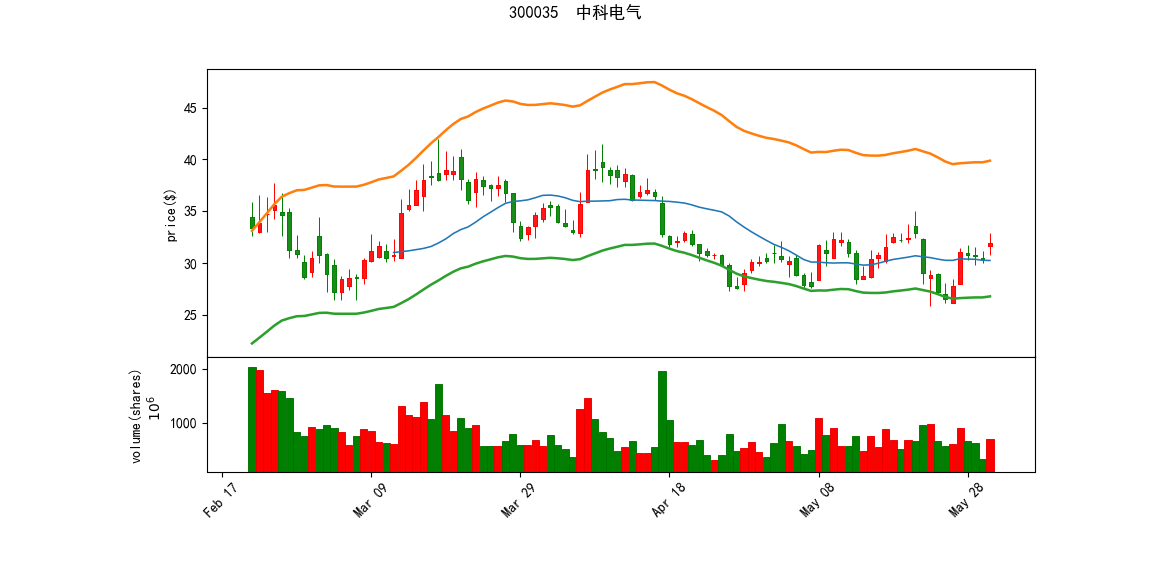 300035 中科电气
price($)
45
40
35
30
25
volume(shares)
10^6
2000
1000
Feb 17
Mar 09
Mar 29
Apr 18
May 08
May 28